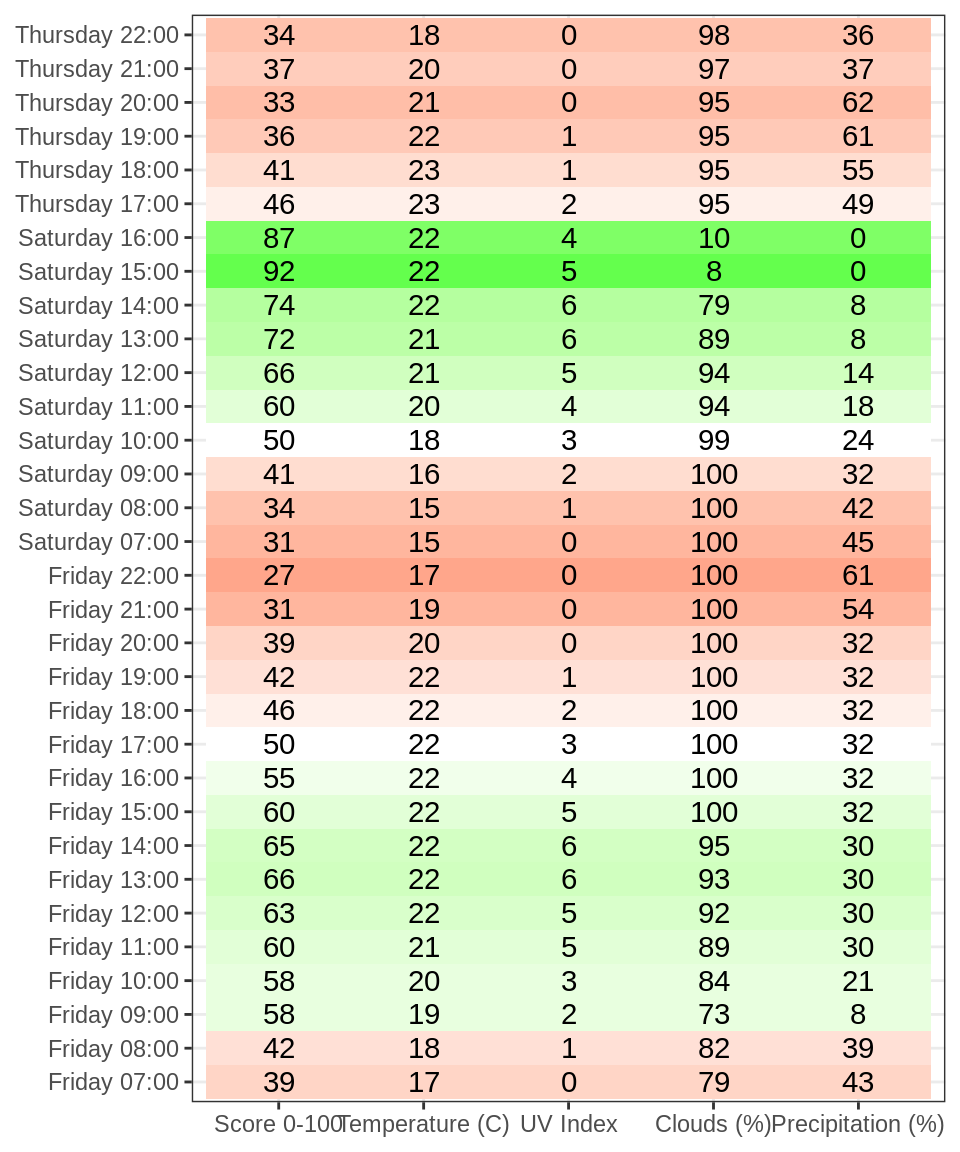 Thursday 22:00 34 18 0 98 36
Thursday 21:00 37 20 0 97 37
Thursday 20:00 33 21 0 95 62
Thursday 19:00 36 22 1 95 61
Thursday 18:00 41 23 1 95 55
Thursday 17:00 46 23 2 95 49
Saturday 16:00 87 22 4 10 0
Saturday 15:00 92 22 5 8 0
Saturday 14:00 74 22 6 79 8
Saturday 13:00 72 21 6 89 8
Saturday 12:00 66 21 5 94 14
Saturday 11:00 60 20 4 94 18
Saturday 10:00 50 18 3 99 24
Saturday 09:00 41 16 2 100 32
Saturday 08:00 34 15 1 100 42
Saturday 07:00 31 15 0 100 45
Friday 22:00 27 17 0 100 61
Friday 21:00 31 19 0 100 54
Friday 20:00 39 20 0 100 32
Friday 19:00 42 22 1 100 32
Friday 18:00 46 22 2 100 32
Friday 17:00 50 22 3 100 32
Friday 16:00 55 22 4 100 32
Friday 15:00 60 22 5 100 32
Friday 14:00 65 22 6 95 30
Friday 13:00 66 22 6 93 30
Friday 12:00 63 22 5 92 30
Friday 11:00 60 21 5 89 30
Friday 10:00 58 20 3 84 21
Friday 09:00 58 19 2 73 8
Friday 08:00 42 18 1 82 39
Friday 07:00 39 17 0 79 43
Score 0-100 Temperature (C) UV Index Clouds (%) Precipitation (%)